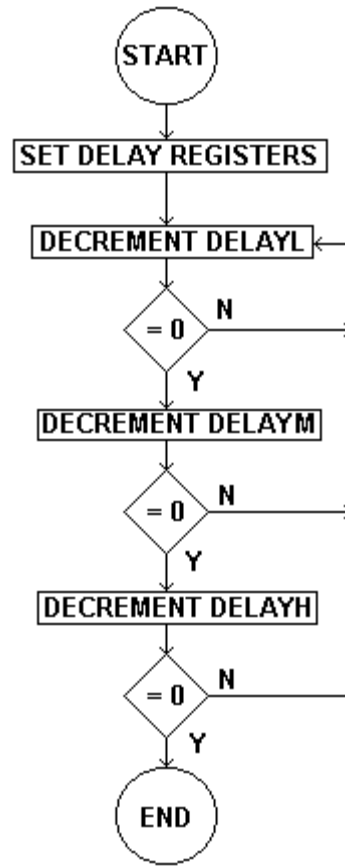 START
SET DELAY REGISTERS
DECREMENT DELAYL
= 0
N
Y
DECREMENT DELAYM
= 0
N
Y
DECREMENT DELAYH
= 0
N
Y
END